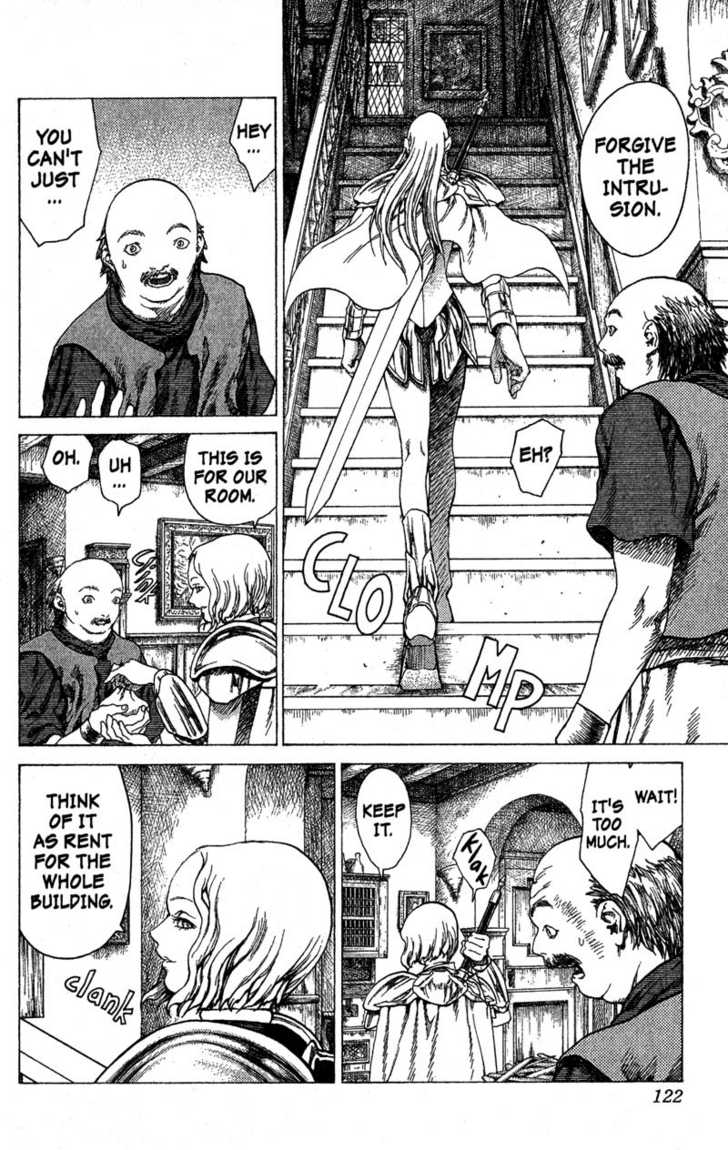 FORGIVE
THE
INTRU-
SION.
EH?
CLO
MP
HEY
...
YOU
CAN'T
JUST
...
THIS IS
FOR OUR
ROOM.
UH
...
OH.
WAIT!
IT'S
TOO
MUCH.
Klak
KEEP
IT.
THINK
OF IT
AS RENT
FOR THE
WHOLE
BUILDING.
clank
122